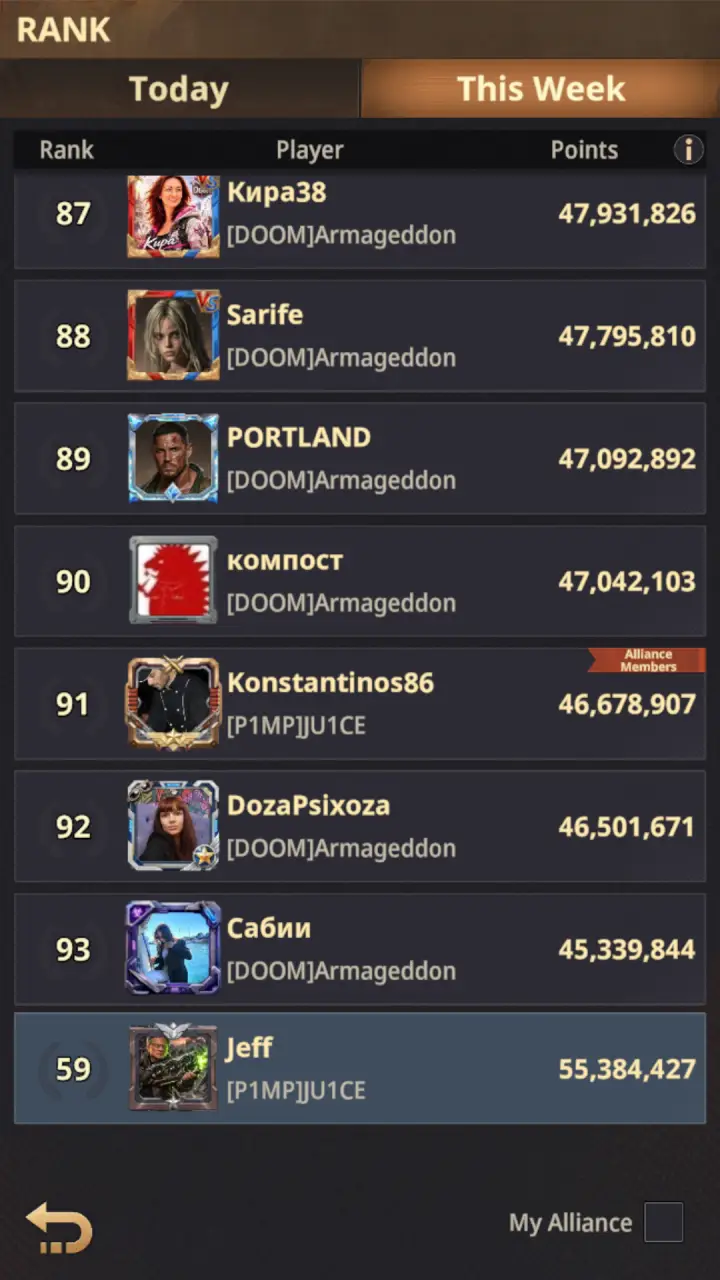 RANK
Today
This Week
Rank
Player
Points
87
Кира38
[DOOM]Armageddon
47,931,826
Кира
88
Sarife
[DOOM]Armageddon
47,795,810
89
PORTLAND
[DOOM]Armageddon
47,092,892
90
компост
[DOOM]Armageddon
47,042,103
Alliance
Members
91
Konstantinos86
[P1MP]JU1CE
46,678,907
92
DozaPsixoza
[DOOM]Armageddon
46,501,671
93
Сабии
[DOOM]Armageddon
45,339,844
59
Jeff
[P1MP]JU1CE
55,384,427
My Alliance